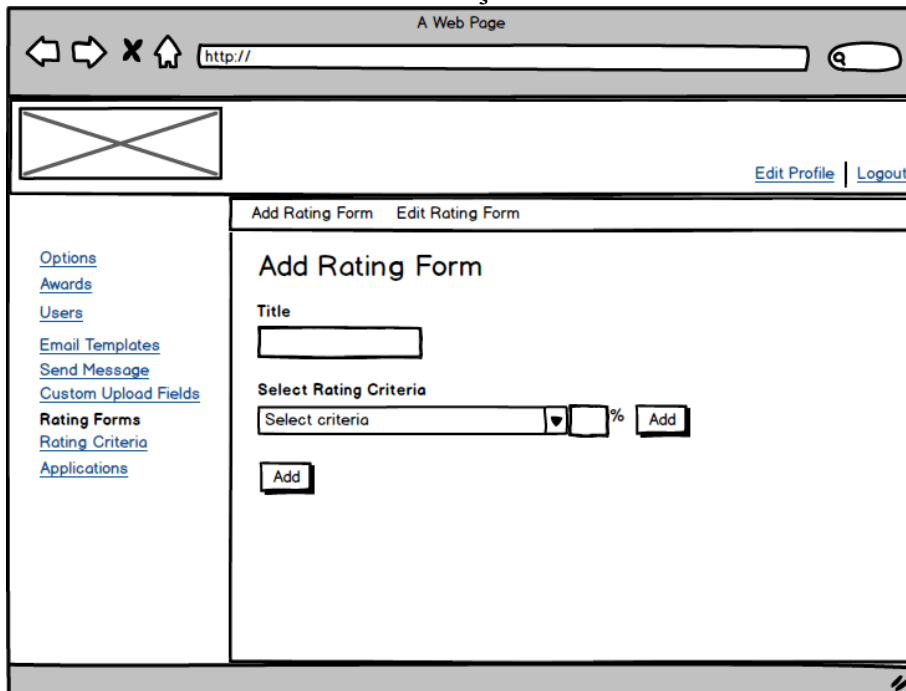 A Web Page
http://
Edit Profile Logout
Add Rating Form Edit Rating Form
Options
Awards
Users
Email Templates
Send Message
Custom Upload Fields
Rating Forms
Rating Criteria
Applications
Add Rating Form
Title
Select Rating Criteria
Select criteria % Add
Add